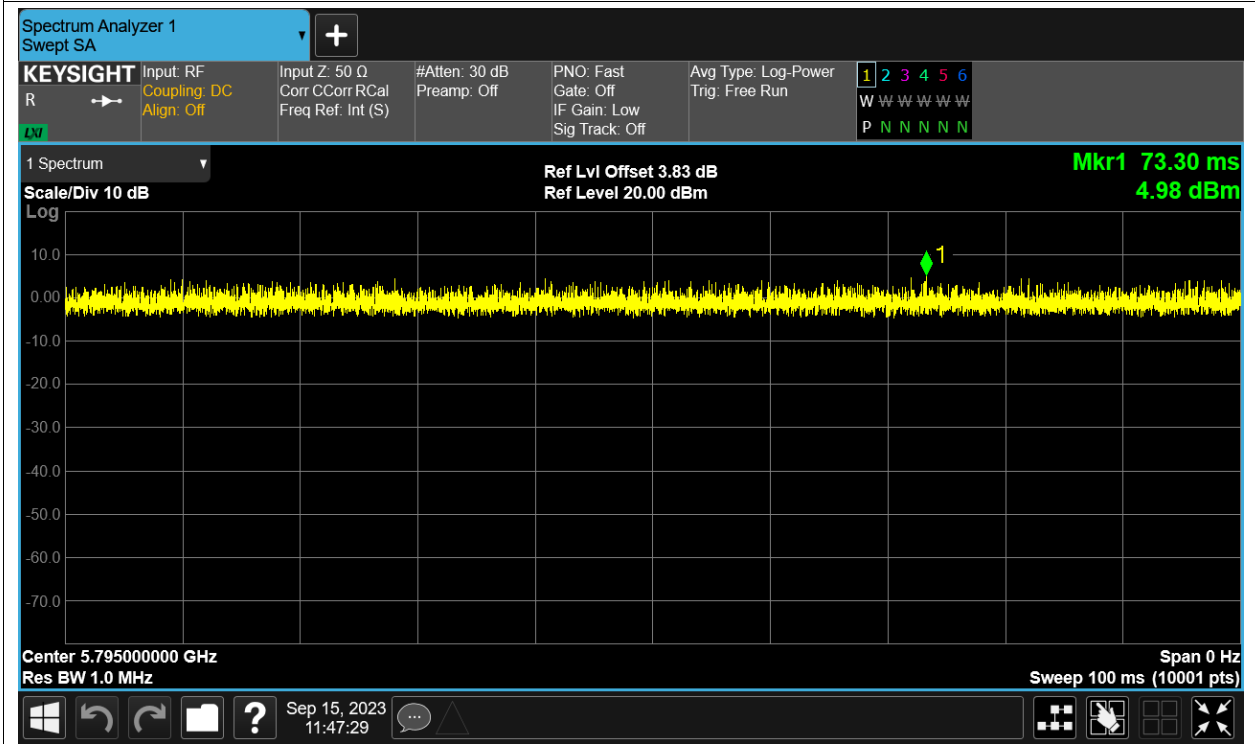 Spectrum Analyzer 1
Swept SA
KEYSIGHT
R
LXI
Input: RF
Coupling: DC
Align: Off
Input Z: 50 Ω
Corr CCorr RCal
Freq Ref: Int (S)
#Atten: 30 dB
Preamp: Off
PNO: Fast
Gate: Off
IF Gain: Low
Sig Track: Off
Avg Type: Log-Power
Trig: Free Run
1 2 3 4 5 6
W W W W W W
P N N N N N
1 Spectrum
Scale/Div 10 dB
Log
Ref Lvl Offset 3.83 dB
Ref Level 20.00 dBm
Mkr1 73.30 ms
4.98 dBm
1
10.0
0.00
-10.0
-20.0
-30.0
-40.0
-50.0
-60.0
-70.0
Center 5.795000000 GHz
Res BW 1.0 MHz
Span 0 Hz
Sweep 100 ms (10001 pts)
?
Sep 15, 2023
11:47:29